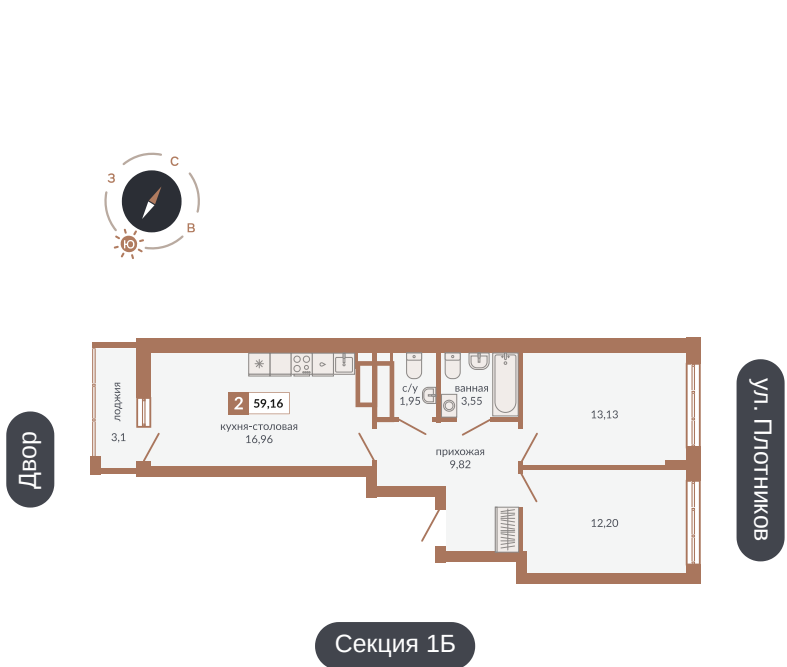 С
З
В
Ю
2 59,16
лоджия
3,1
кухня-столовая
16,96
с/у
1,95
ванная
3,55
прихожая
9,82
13,13
12,20
Двор
ул. Плотников
Секция 1Б